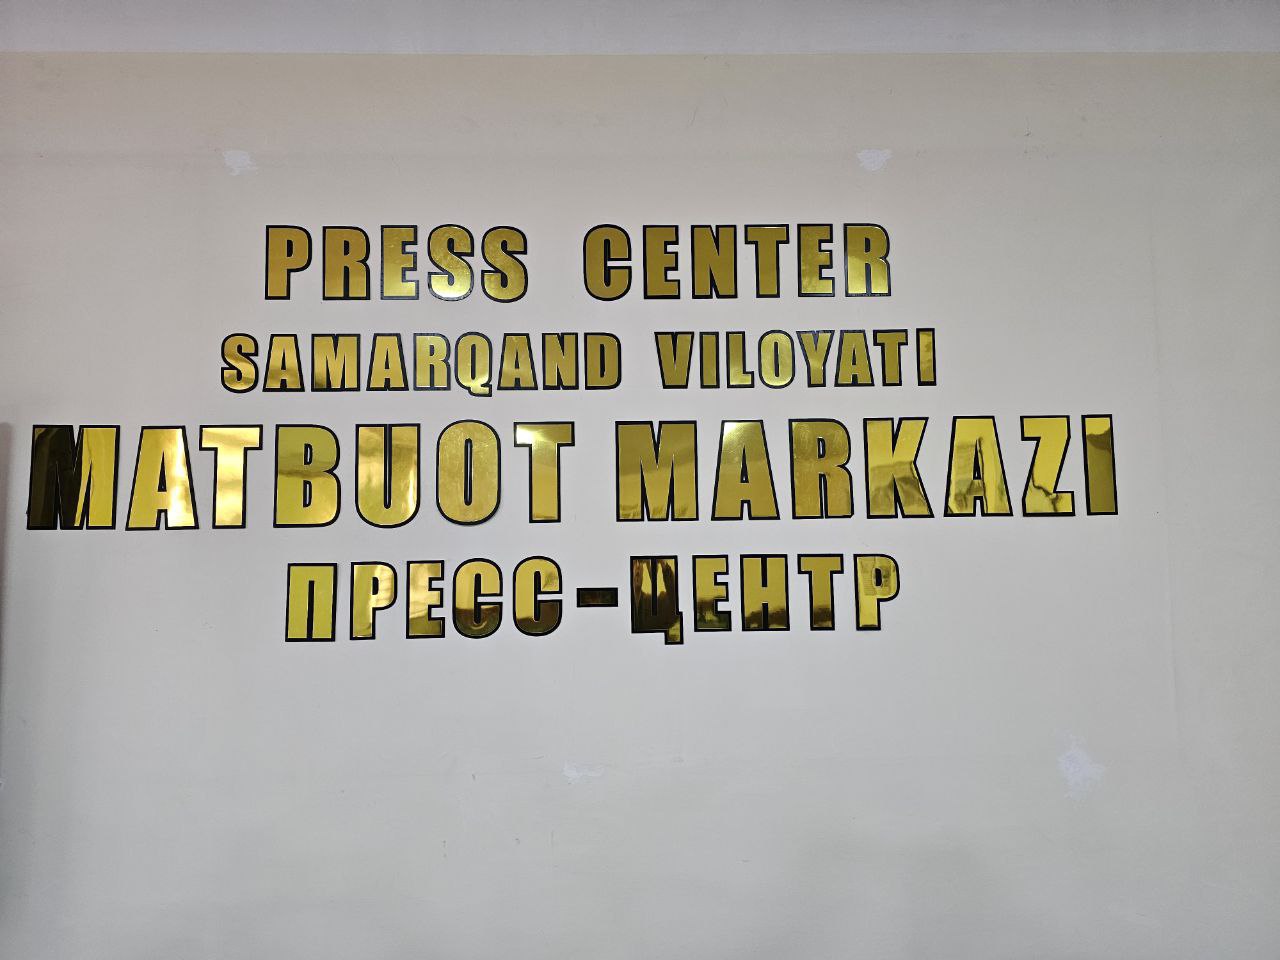 PRESS CENTER
SAMARQAND VILOYATI
MATBUOT MARKAZI
ПРЕСС-ЦЕНТР